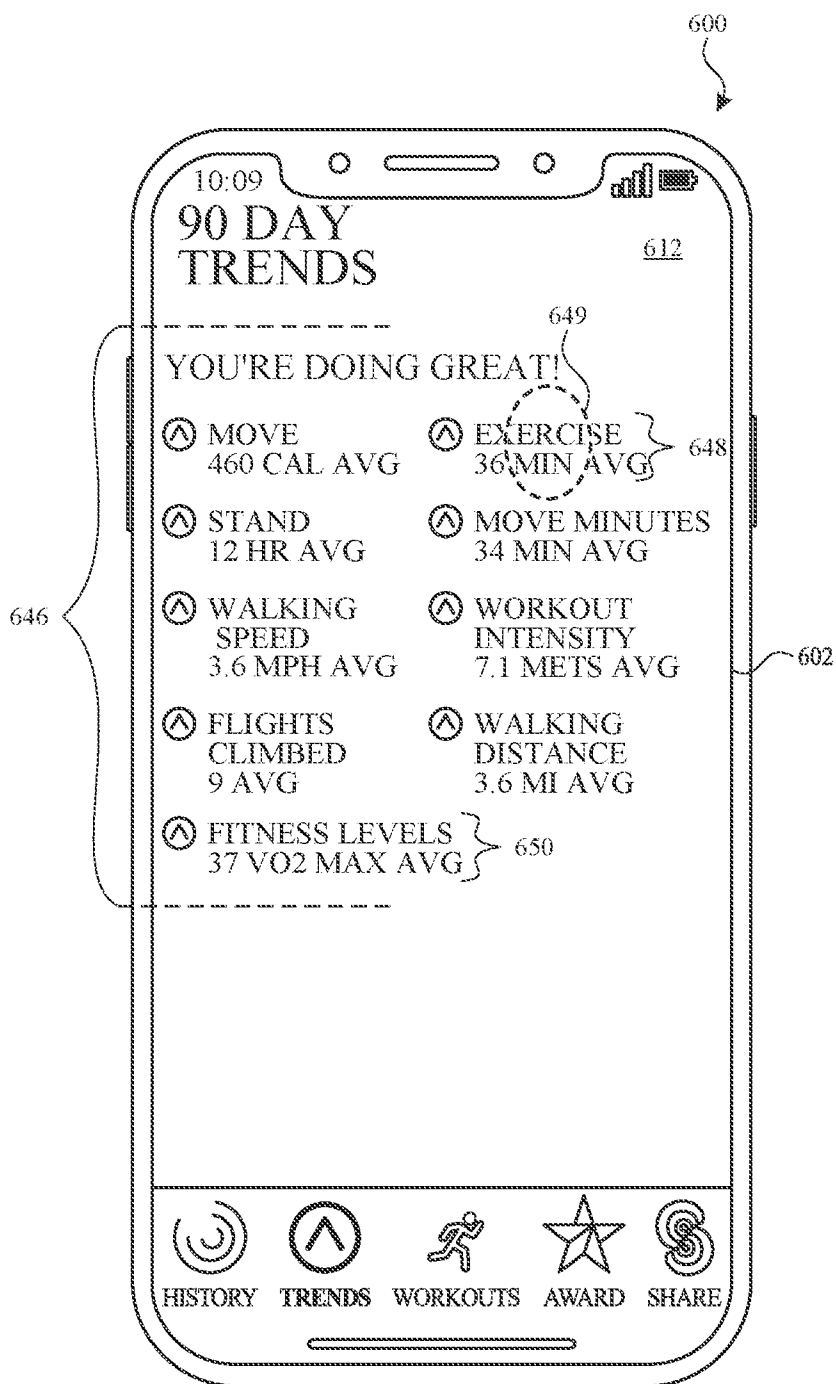 600
10:09
90 DAY
TRENDS
612
649
YOU'RE DOING GREAT!
MOVE
460 CAL AVG
EXERCISE
36 MIN AVG
648
STAND
12 HR AVG
MOVE MINUTES
34 MIN AVG
646
WALKING
SPEED
3.6 MPH AVG
WORKOUT
INTENSITY
7.1 METS AVG
602
FLIGHTS
CLIMBED
9 AVG
WALKING
DISTANCE
3.6 MI AVG
FITNESS LEVELS
37 VO2 MAX AVG
650
HISTORY TRENDS WORKOUTS AWARD SHARE